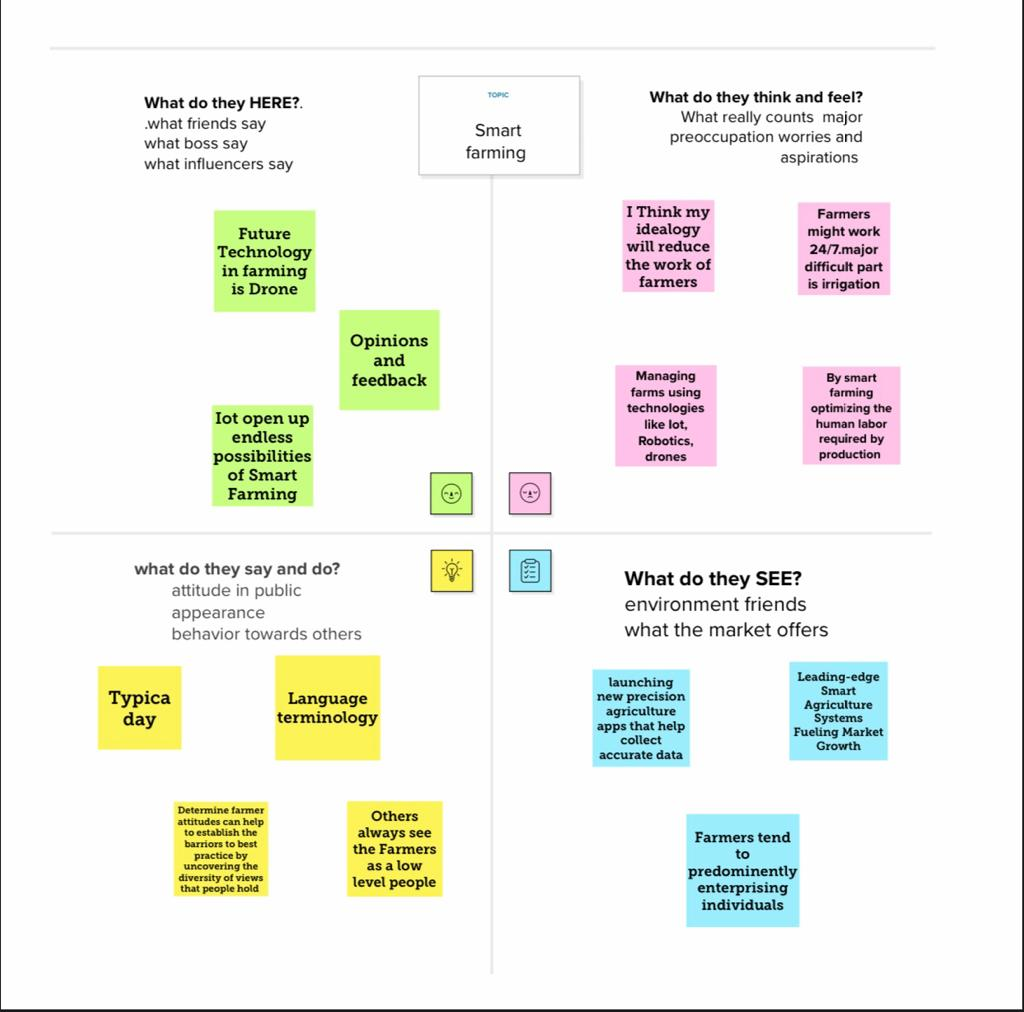 TOPIC
Smart
farming
What do they HERE?.
.what friends say
what boss say
what influencers say
Future
Technology
in farming
is Drone
Opinions
and
feedback
Iot open up
endless
possibilities
of Smart
Farming
What do they think and feel?
What really counts major
preoccupation worries and
aspirations
I Think my
idealogy
will reduce
the work of
farmers
Farmers
might work
24/7.major
difficult part
is irrigation
Managing
farms using
technologies
like Iot,
Robotics,
drones
By smart
farming
optimizing the
human labor
required by
production
what do they say and do?
attitude in public
appearance
behavior towards others
Typica
day
Language
terminology
Determine farmer
attitudes can help
to establish the
barriors to best
practice by
uncovering the
diversity of views
that people hold
Others
always see
the Farmers
as a low
level people
What do they SEE?
environment friends
what the market offers
launching
new precision
agriculture
apps that help
collect
accurate data
Leading-edge
Smart
Agriculture
Systems
Fueling Market
Growth
Farmers tend
to
predominently
enterprising
individuals